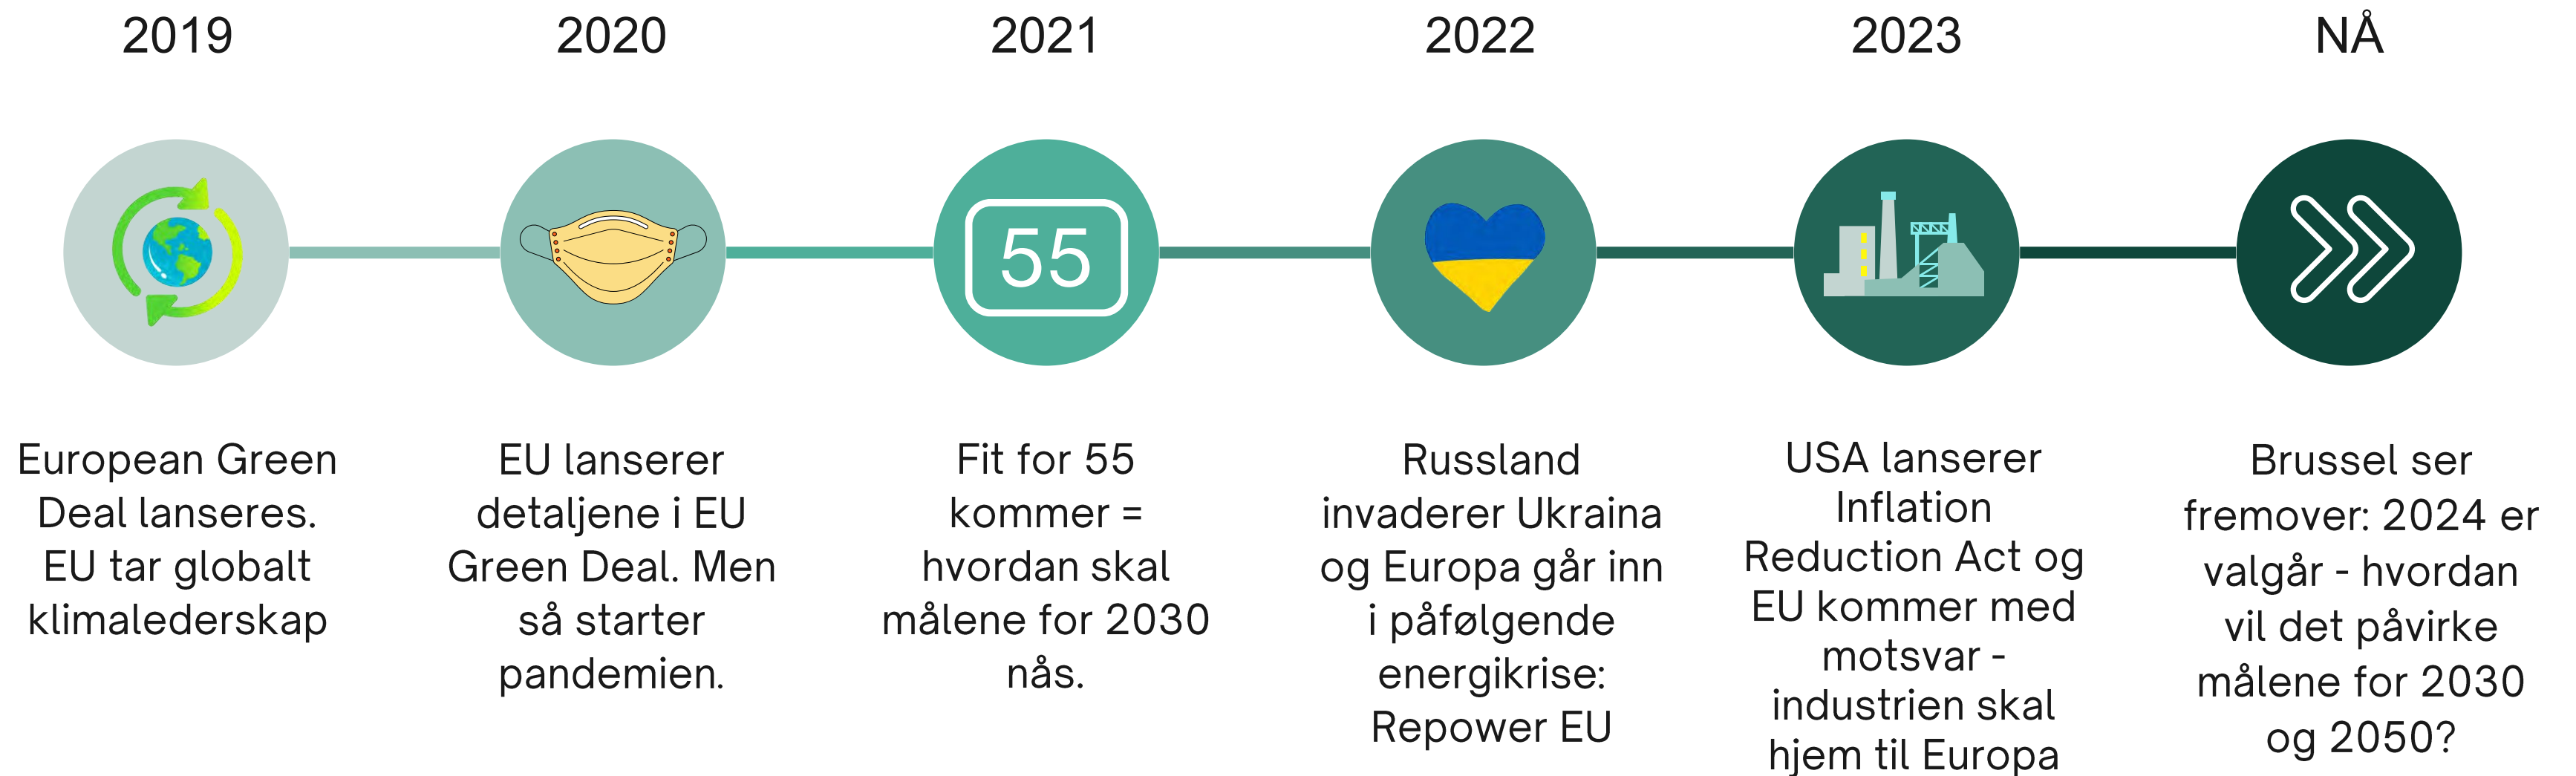 2019
European Green
Deal lanseres.
EU tar globalt
klimalederskap
2020
EU lanserer
detaljene i EU
Green Deal. Men
så starter
pandemien.
2021
55
Fit for 55
kommer =
hvordan skal
målene for 2030
nås.
2022
Russland
invaderer Ukraina
og Europa går inn
i påfølgende
energikrise:
Repower EU
2023
USA lanserer
Inflation
Reduction Act og
EU kommer med
motsvar -
industrien skal
hjem til Europa
NÅ
Brussel ser
fremover: 2024 er
valgår - hvordan
vil det påvirke
målene for 2030
og 2050?